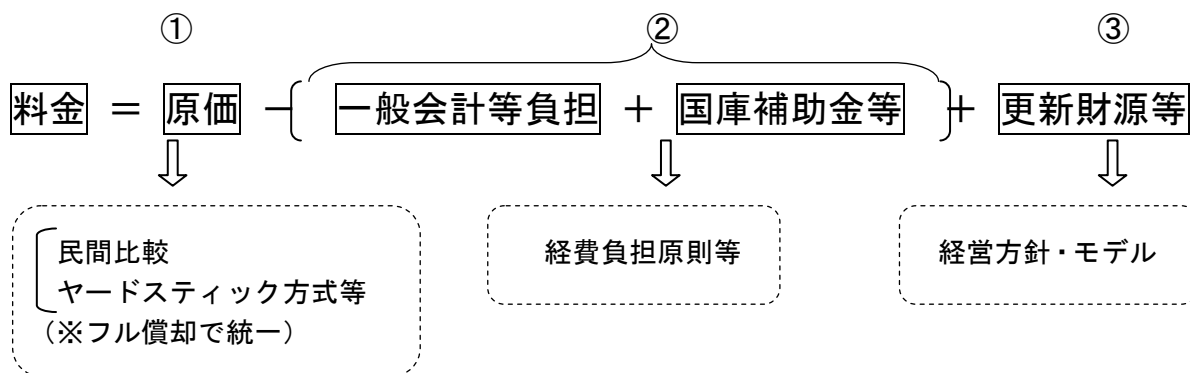 ① ② ③
料金 = 原価 -[ 一般会計等負担 + 国庫補助金等 ]+ 更新財源等
民間比較
ヤードスティック方式等
(※フル償却で統一)
経費負担原則等
経営方針・モデル